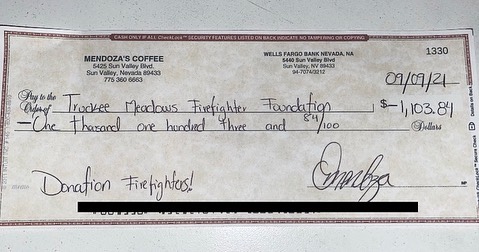 CASH ONLY IF ALL CheckLock™ SECURITY FEATURES LISTED ON BACK INDICATE NO TAMPERING OR COPYING
MENDOZA'S COFFEE
5425 Sun Valley Blvd.
Sun Valley, Nevada 89433
775 360 6663
WELLS FARGO BANK NEVADA, NA
5440 Sun Valley Blvd
Sun Valley, NV 89433
94-7074/3212
1330
09/09/21
Pay to the
Order of Truckee Meadows Firefighter Foundation $-1,103.84
-One Thousand one hundred three and 84/100 Dollars
Donation Firefighters!